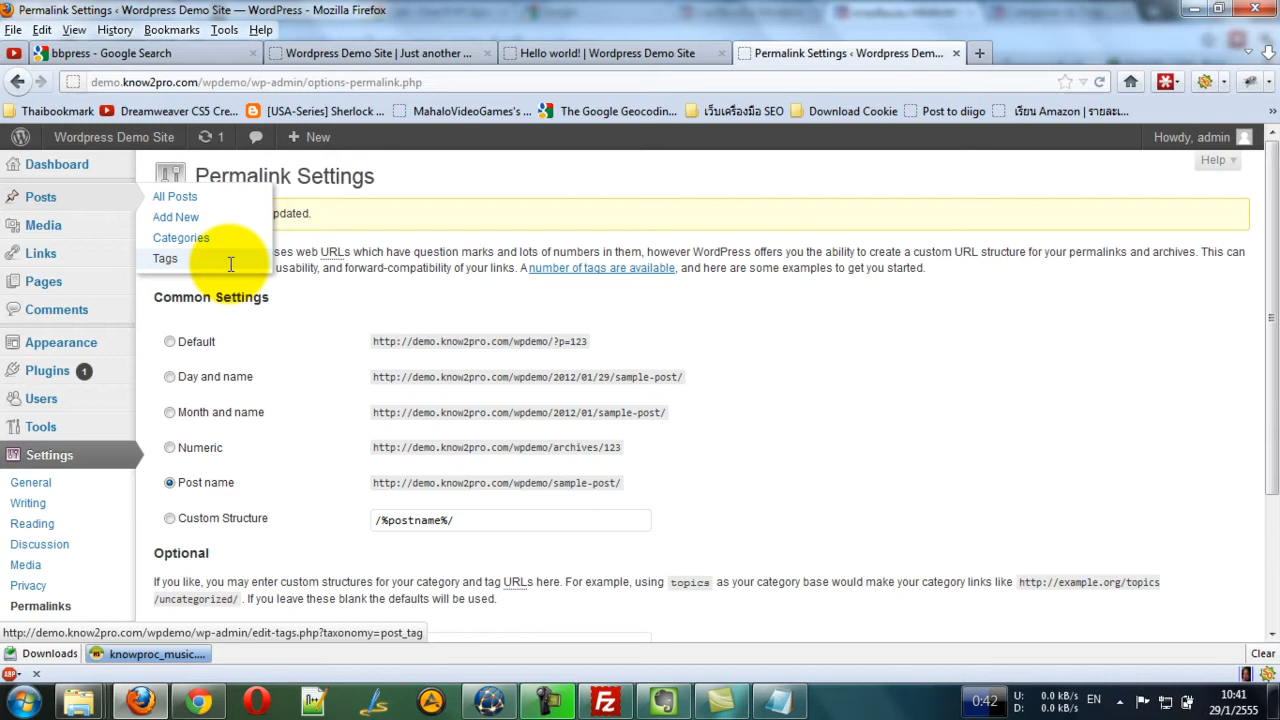 Permalink Settings ‹ Wordpress Demo Site — WordPress - Mozilla Firefox
File Edit View History Bookmarks Tools Help
bbpress - Google Search
Wordpress Demo Site | Just another ...
Hello world! | Wordpress Demo Site
Permalink Settings ‹ Wordpress Dem...
demo.know2pro.com/wpdemo/wp-admin/options-permalink.php
Thaibookmark
Dreamweaver CS5 Cre...
[USA-Series] Sherlock ...
MahaloVideoGames's ...
The Google Geocodin...
เว็บเครื่องมือ SEO
Download Cookie
Post to diigo
เรียน Amazon | รายละ...
Wordpress Demo Site 1 New Howdy, admin
Dashboard
Posts
Media
Links
Pages
Comments
Appearance
Plugins 1
Users
Tools
Settings
General
Writing
Reading
Discussion
Media
Privacy
Permalinks
All Posts
Add New
Categories
Tags
Help
Permalink Settings
pdated.
ses web URLs which have question marks and lots of numbers in them, however WordPress offers you the ability to create a custom URL structure for your permalinks and archives. This can
usability, and forward-compatibility of your links. A number of tags are available, and here are some examples to get you started.
Common Settings
Default http://demo.know2pro.com/wpdemo/?p=123
Day and name http://demo.know2pro.com/wpdemo/2012/01/29/sample-post/
Month and name http://demo.know2pro.com/wpdemo/2012/01/sample-post/
Numeric http://demo.know2pro.com/wpdemo/archives/123
Post name http://demo.know2pro.com/wpdemo/sample-post/
Custom Structure /%postname%/
Optional
If you like, you may enter custom structures for your category and tag URLs here. For example, using topics as your category base would make your category links like http://example.org/topics
/uncategorized/ . If you leave these blank the defaults will be used.
http://demo.know2pro.com/wpdemo/wp-admin/edit-tags.php?taxonomy=post_tag
Downloads knowproc_music.... Clear
ABP
0:42
U: 0.0 kB/s
D: 0.0 kB/s
EN
10:41
29/1/2555